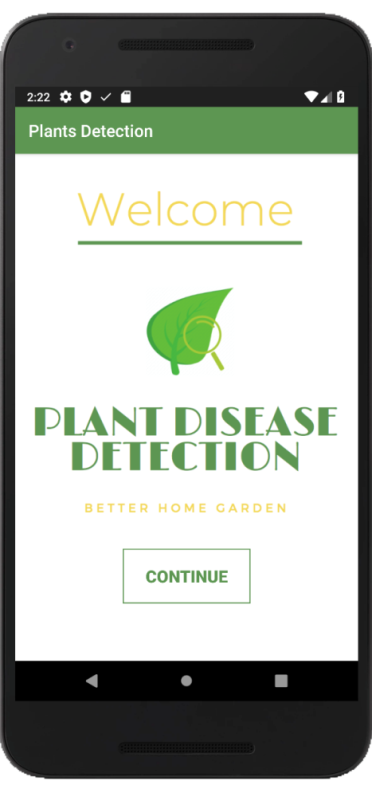 2:22
Plants Detection
Welcome
PLANT DISEASE
DETECTION
BETTER HOME GARDEN
CONTINUE